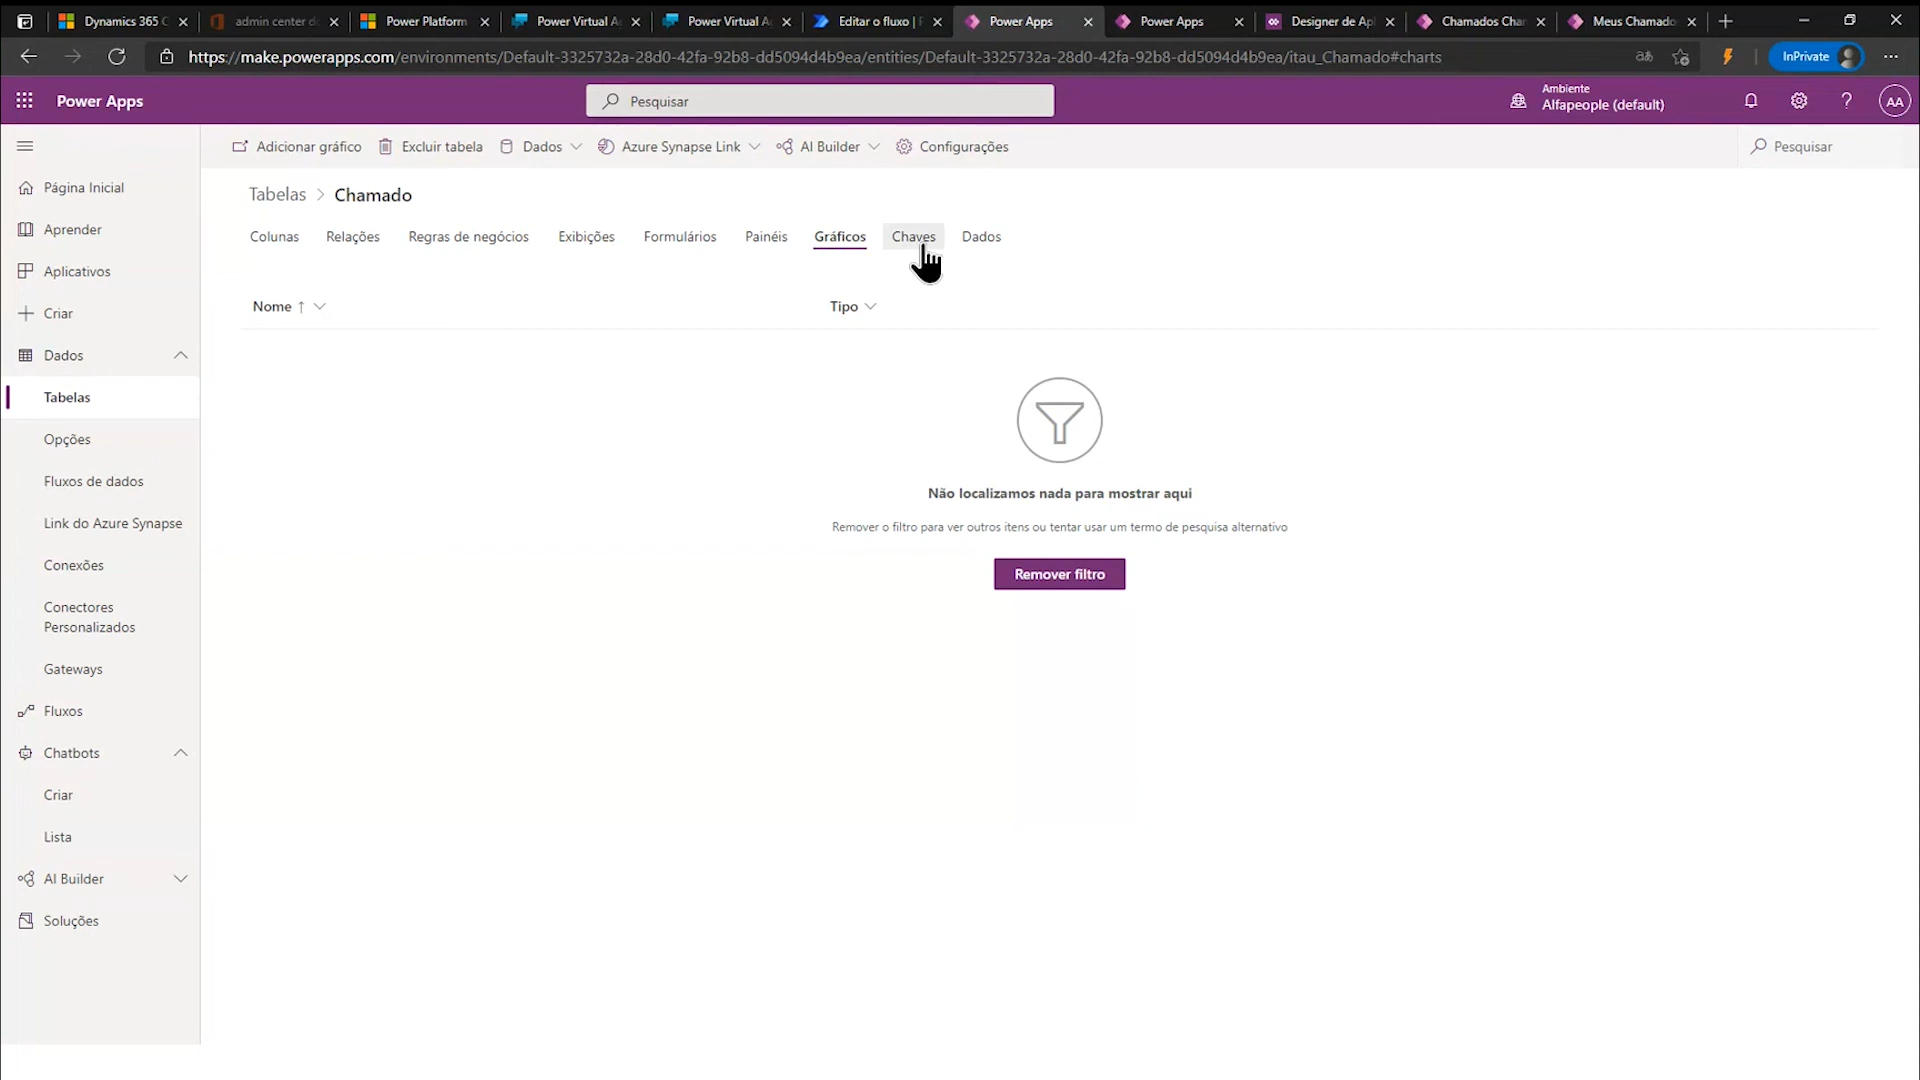 Dynamics 365 C
admin center do
Power Platform
Power Virtual A
Power Virtual A
Editar o fluxo |
Power Apps
Power Apps
Designer de Apl
Chamados Cha
Meus Chamado
https://make.powerapps.com/environments/Default-3325732a-28d0-42fa-92b8-dd5094d4b9ea/entities/Default-3325732a-28d0-42fa-92b8-dd5094d4b9ea/itau_Chamado#charts
InPrivate
Power Apps
Pesquisar
Ambiente
Alfapeople (default)
?
AA
Adicionar gráfico
Excluir tabela
Dados
Azure Synapse Link
AI Builder
Configurações
Pesquisar
Tabelas > Chamado
Colunas
Relações
Regras de negócios
Exibições
Formulários
Painéis
Gráficos
Chaves
Dados
Nome ↑
Tipo
Não localizamos nada para mostrar aqui
Remover o filtro para ver outros itens ou tentar usar um termo de pesquisa alternativo
Remover filtro
Página Inicial
Aprender
Aplicativos
Criar
Dados
Tabelas
Opções
Fluxos de dados
Link do Azure Synapse
Conexões
Conectores
Personalizados
Gateways
Fluxos
Chatbots
Criar
Lista
AI Builder
Soluções